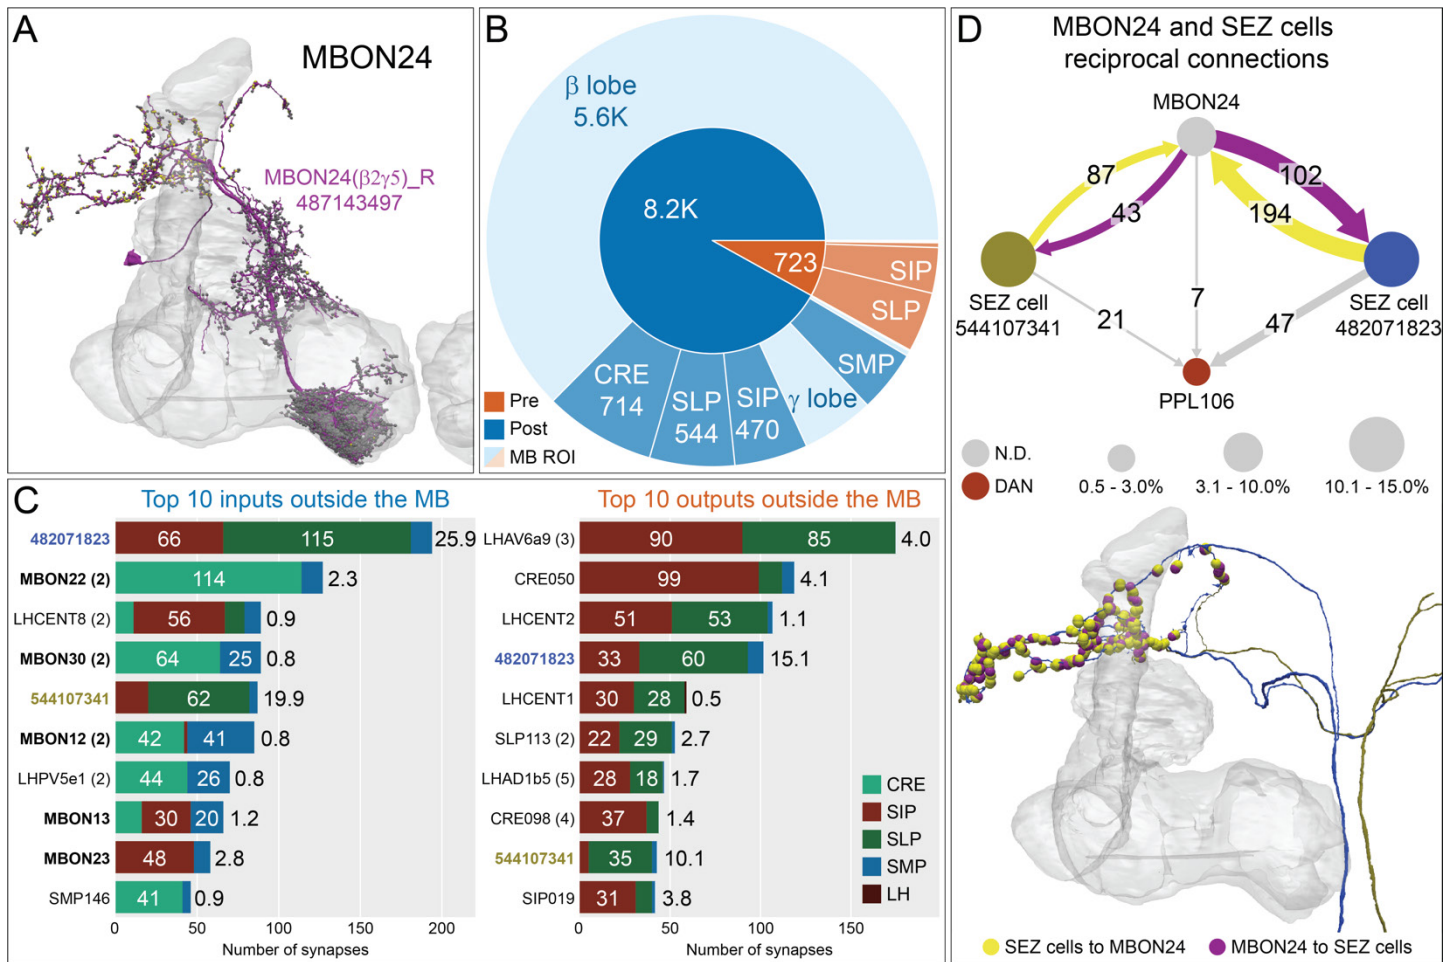 A
MBON24
MBON24(β2γ5)_R
487143497
B
β lobe
5.6K
8.2K
723
SIP
SLP
SMP
γ lobe
SIP
470
SLP
544
CRE
714
Pre
Post
MB ROI
C
Top 10 inputs outside the MB
482071823 66 115 25.9
MBON22 (2) 114 2.3
LHCENT8 (2) 56 0.9
MBON30 (2) 64 25 0.8
544107341 62 19.9
MBON12 (2) 42 41 0.8
LHPV5e1 (2) 44 26 0.8
MBON13 30 20 1.2
MBON23 48 2.8
SMP146 41 0.9
0 50 100 150 200
Number of synapses
Top 10 outputs outside the MB
LHAV6a9 (3) 90 85 4.0
CRE050 99 4.1
LHCENT2 51 53 1.1
482071823 33 60 15.1
LHCENT1 30 28 0.5
SLP113 (2) 22 29 2.7
LHAD1b5 (5) 28 18 1.7
CRE098 (4) 37 1.4
544107341 35 10.1
SIP019 31 3.8
0 50 100 150
Number of synapses
CRE
SIP
SLP
SMP
LH
D
MBON24 and SEZ cells
reciprocal connections
MBON24
87
102
43
194
SEZ cell
544107341
SEZ cell
482071823
21
7
47
PPL106
N.D.
DAN
0.5 - 3.0%
3.1 - 10.0%
10.1 - 15.0%
SEZ cells to MBON24
MBON24 to SEZ cells